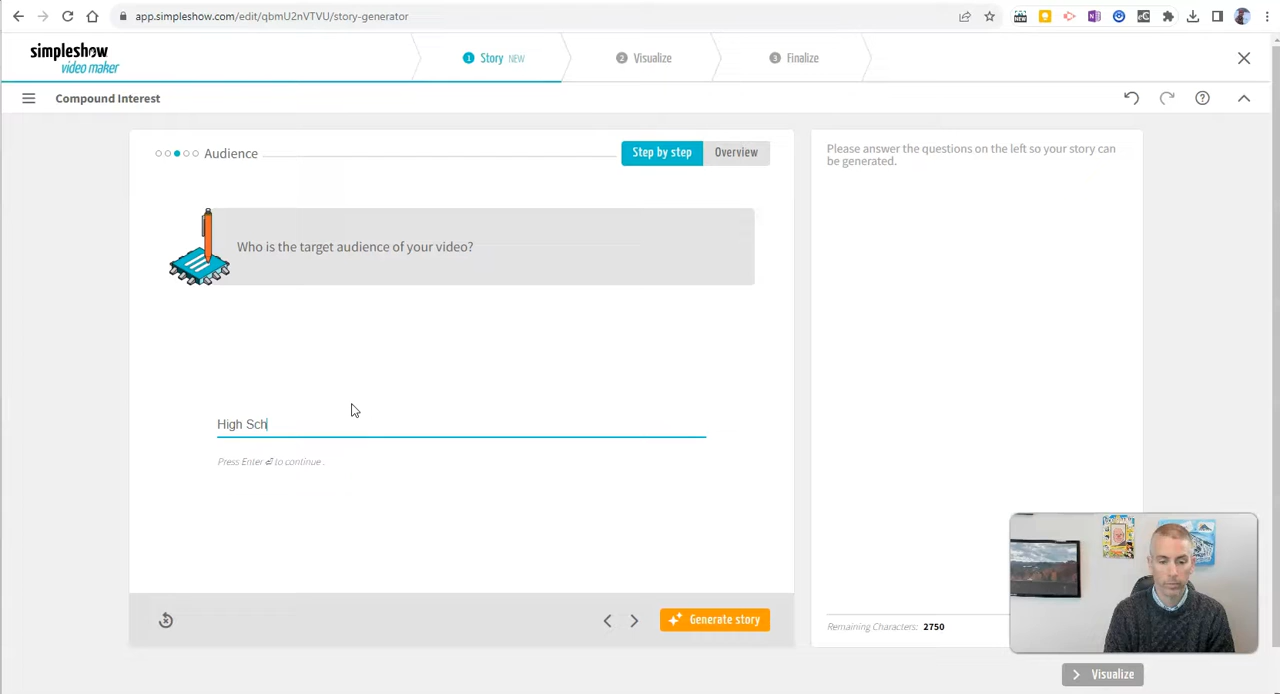 app.simpleshow.com/edit/qbmU2nVTVU/story-generator
simpleshow
video maker
1 Story NEW
2 Visualize
3 Finalize
Compound Interest
Audience
Step by step
Overview
Who is the target audience of your video?
High Sch
Press Enter ⏎ to continue .
Generate story
Please answer the questions on the left so your story can
be generated.
Remaining Characters: 2750
Visualize